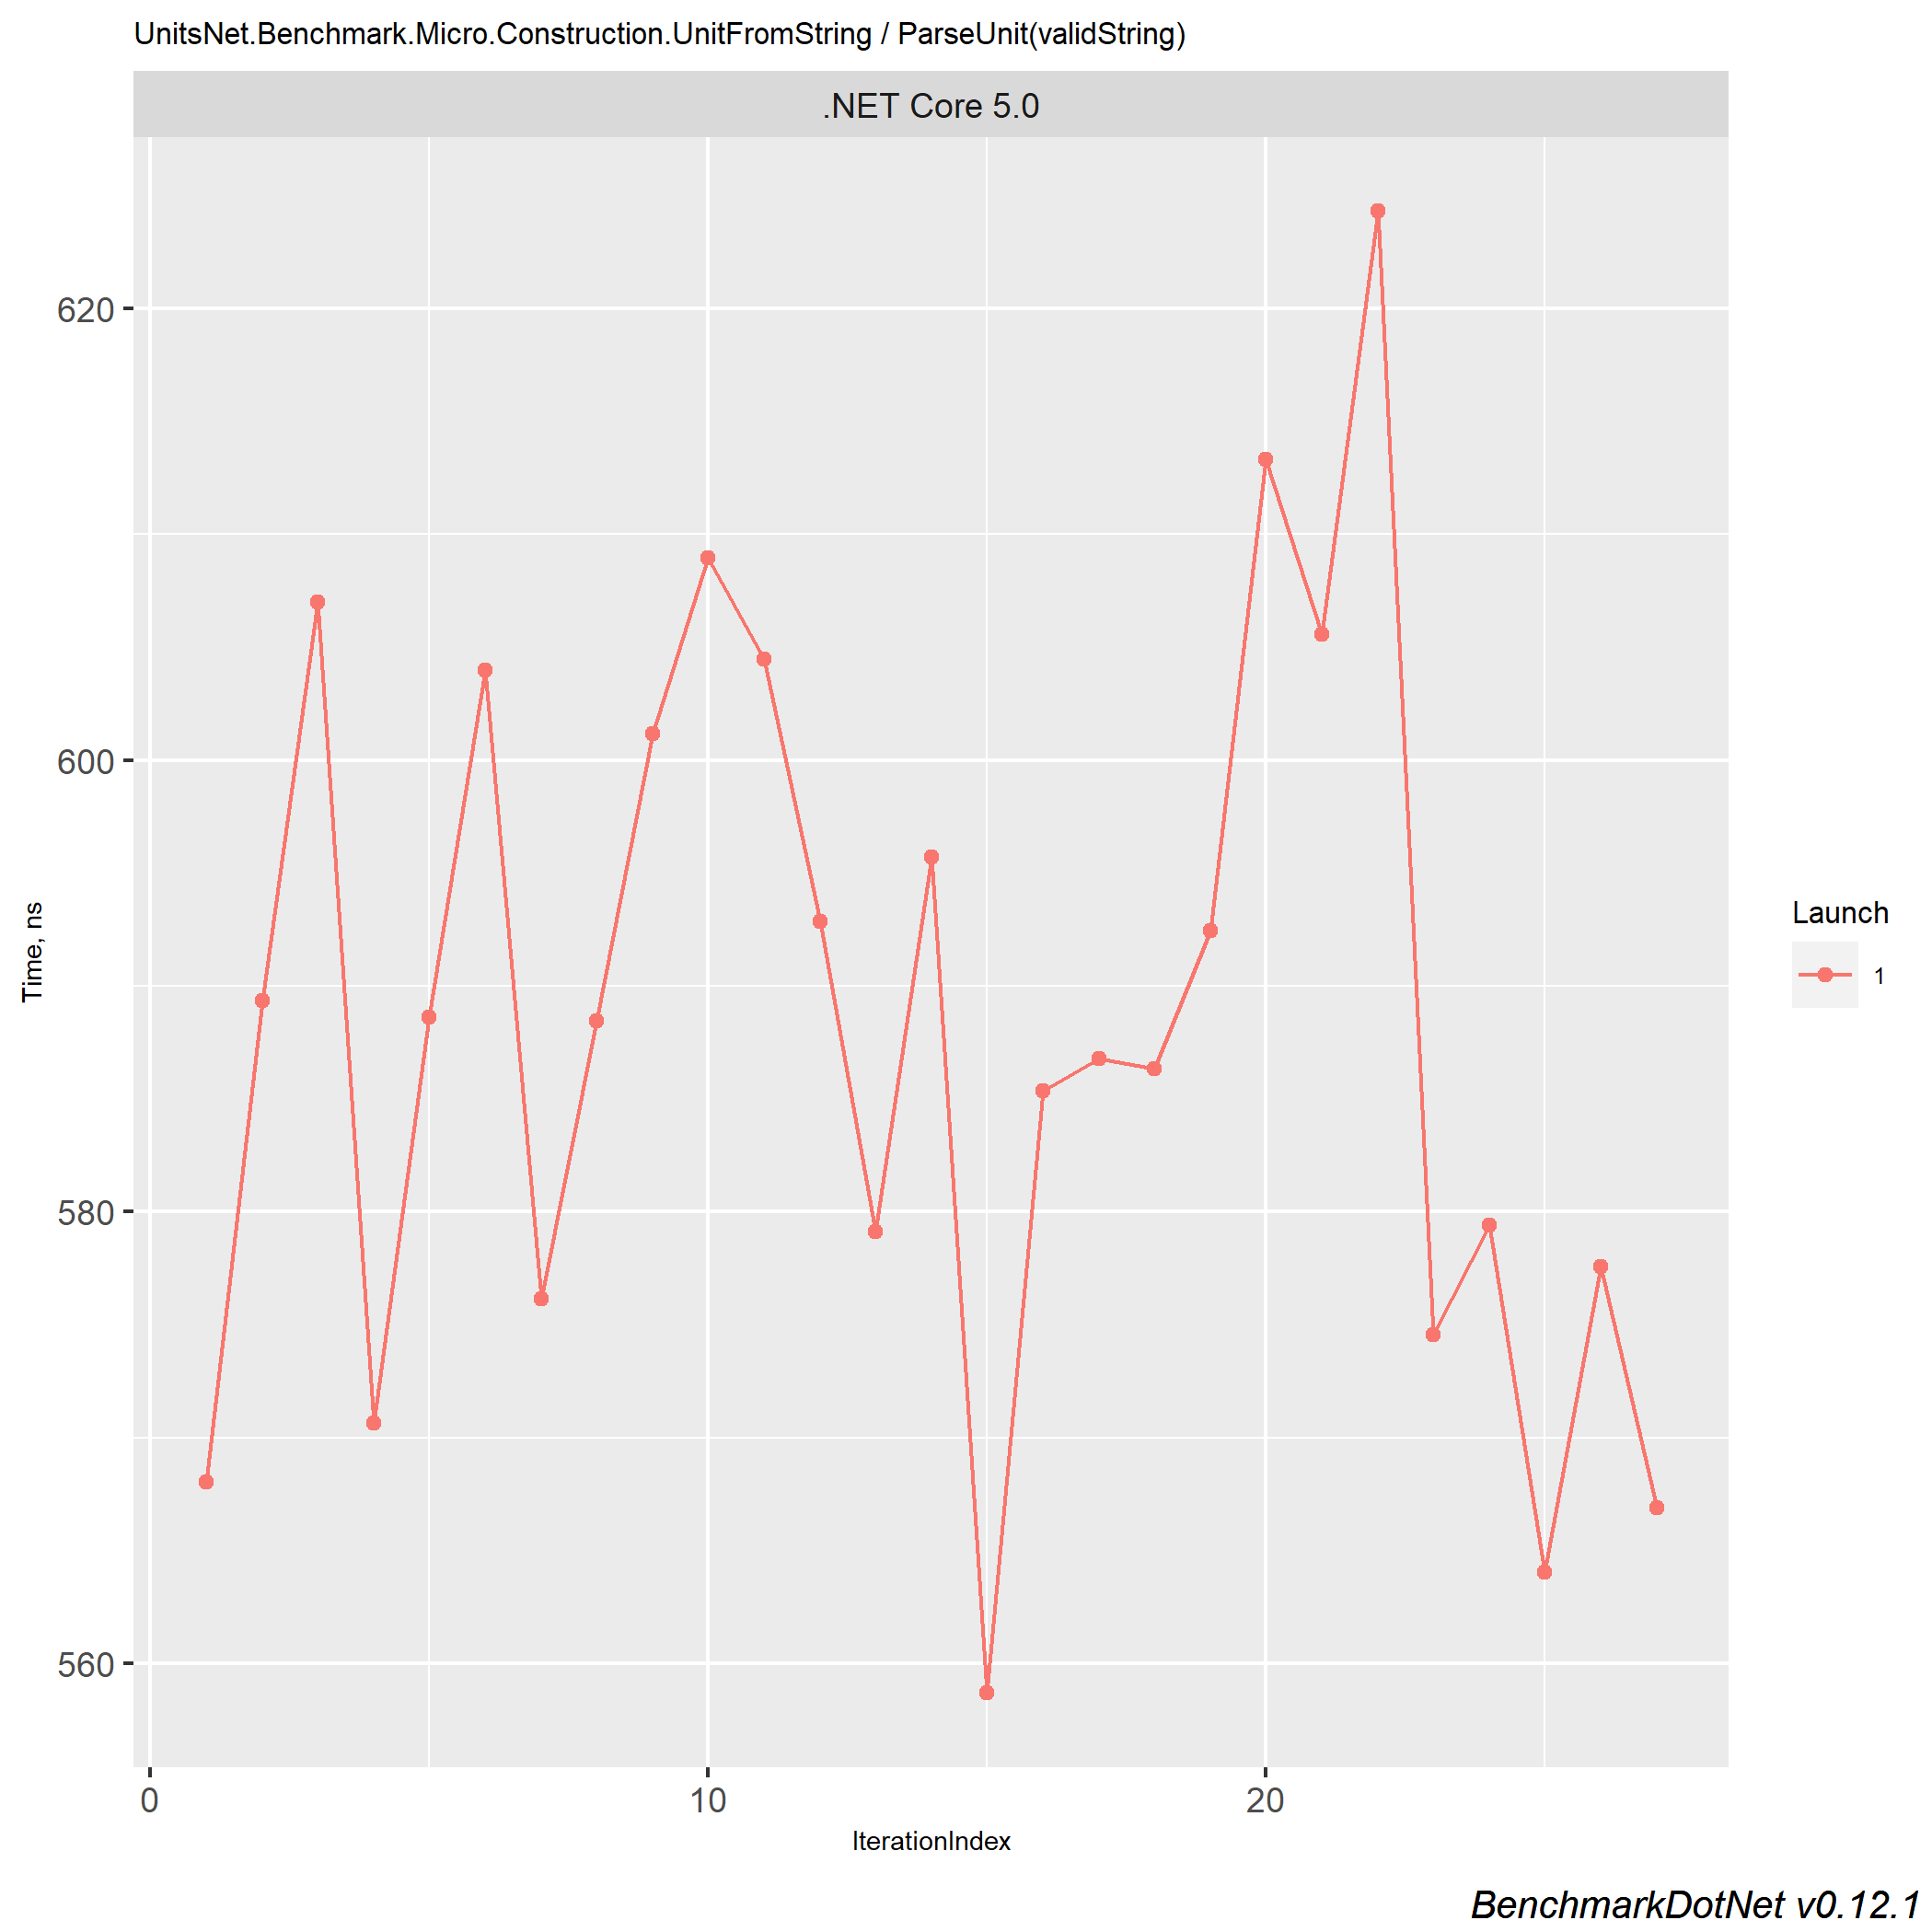 UnitsNet.Benchmark.Micro.Construction.UnitFromString / ParseUnit(validString)
.NET Core 5.0
620
600
580
560
Time, ns
0 10 20
IterationIndex
Launch
1
BenchmarkDotNet v0.12.1